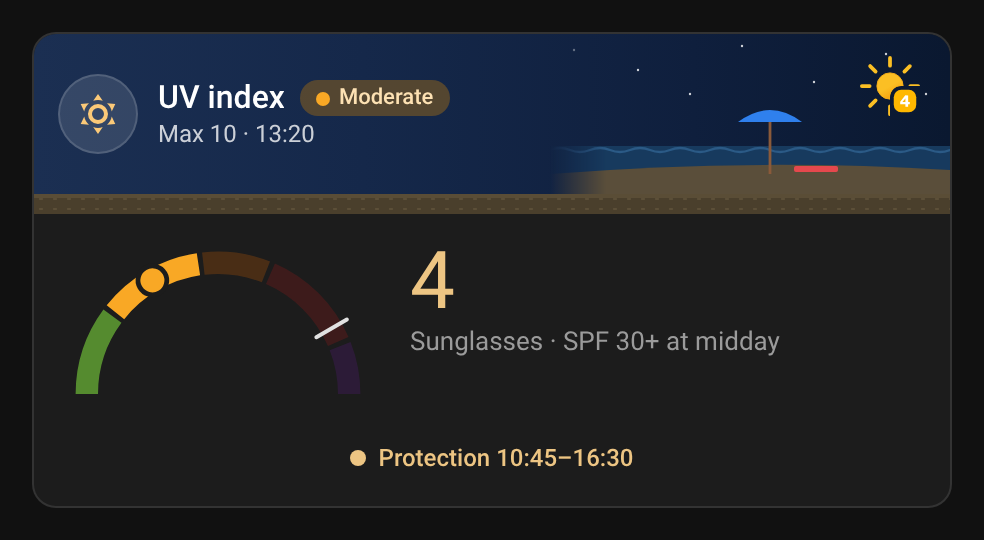 UV index
Moderate
Max 10 · 13:20
4
4
Sunglasses · SPF 30+ at midday
Protection 10:45–16:30